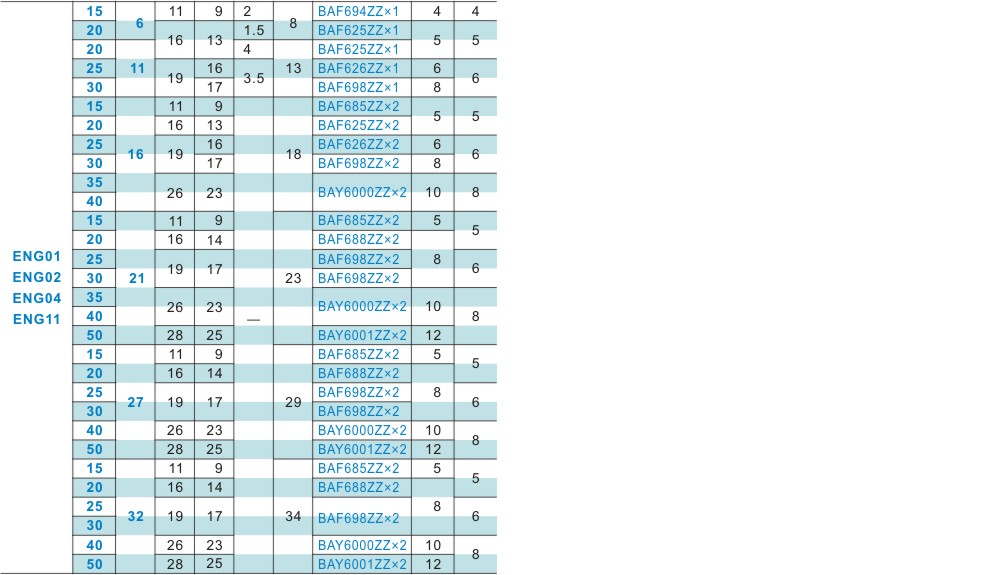 15 6 11 9 2 8 BAF694ZZ×1 4 4
20 16 13 1.5 BAF625ZZ×1 5 5
20 4 BAF625ZZ×1
25 11 19 16 3.5 13 BAF626ZZ×1 6 6
30 17 BAF698ZZ×1 8
15 11 9 BAF685ZZ×2 5 5
20 16 13 BAF625ZZ×2
25 16 19 16 18 BAF626ZZ×2 6 6
30 17 BAF698ZZ×2 8
35 26 23 BAY6000ZZ×2 10 8
40
15 11 9 BAF685ZZ×2 5 5
20 16 14 BAF688ZZ×2
ENG01 25 19 17 BAF698ZZ×2 8 6
ENG02 30 21 23 BAF698ZZ×2
ENG04 35 26 23 BAY6000ZZ×2 10
ENG11 40 — 8
50 28 25 BAY6001ZZ×2 12
15 11 9 BAF685ZZ×2 5 5
20 16 14 BAF688ZZ×2
25 27 19 17 29 BAF698ZZ×2 8 6
30 BAF698ZZ×2
40 26 23 BAY6000ZZ×2 10 8
50 28 25 BAY6001ZZ×2 12
15 11 9 BAF685ZZ×2 5 5
20 16 14 BAF688ZZ×2
25 32 19 17 34 BAF698ZZ×2 8 6
30
40 26 23 BAY6000ZZ×2 10 8
50 28 25 BAY6001ZZ×2 12